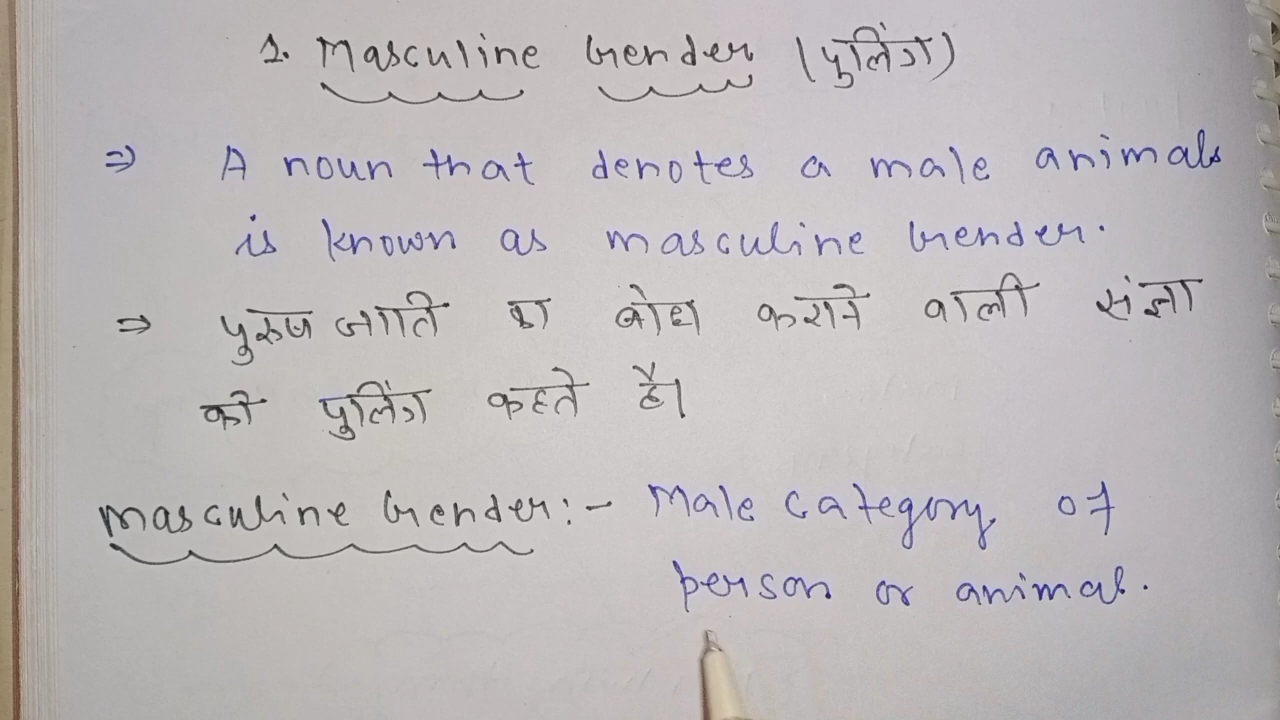 1. Masculine Gender (पुलिंग)
⇒ A noun that denotes a male animals
is known as masculine Gender.
⇒ पुरुष जाति का बोध कराने वाली संज्ञा
को पुलिंग कहते है।
Masculine Gender:- Male category of
person or animal.